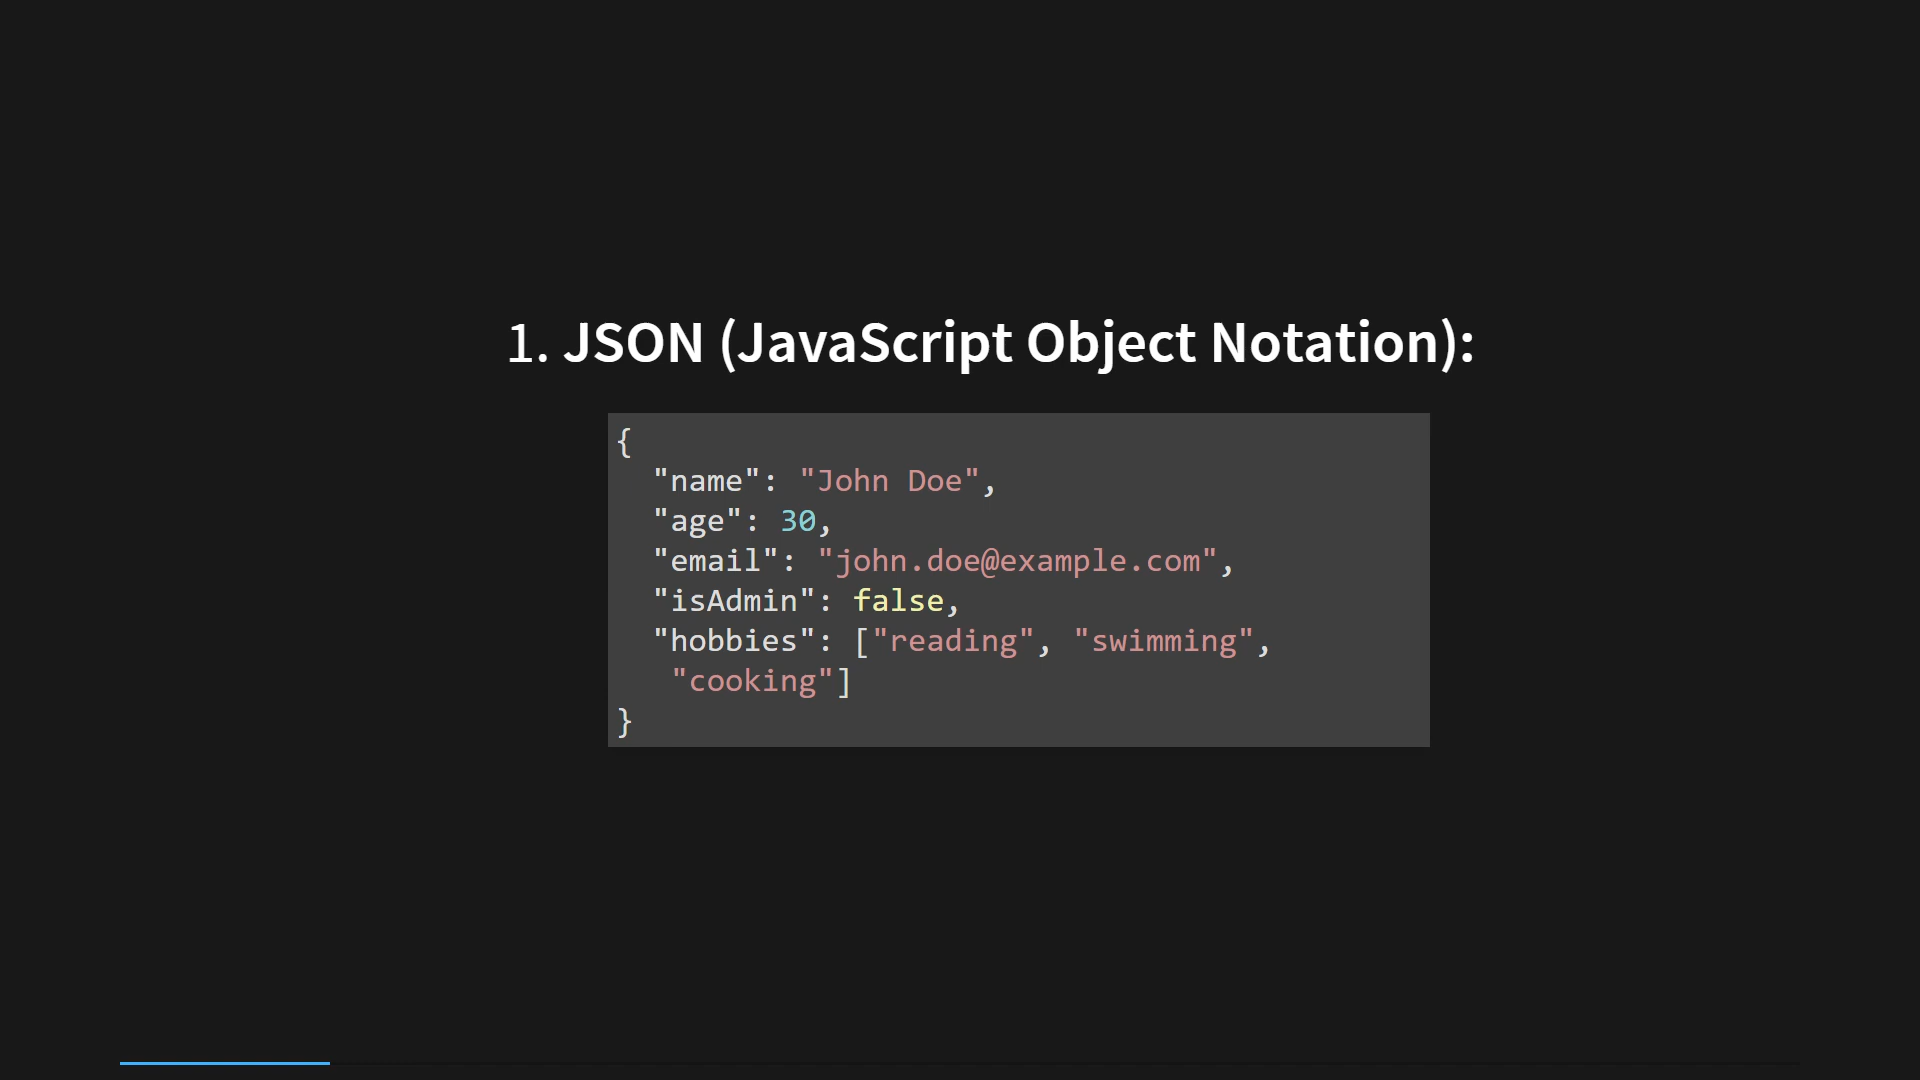 1. JSON (JavaScript Object Notation):
{
  "name": "John Doe",
  "age": 30,
  "email": "john.doe@example.com",
  "isAdmin": false,
  "hobbies": ["reading", "swimming",
   "cooking"]
}